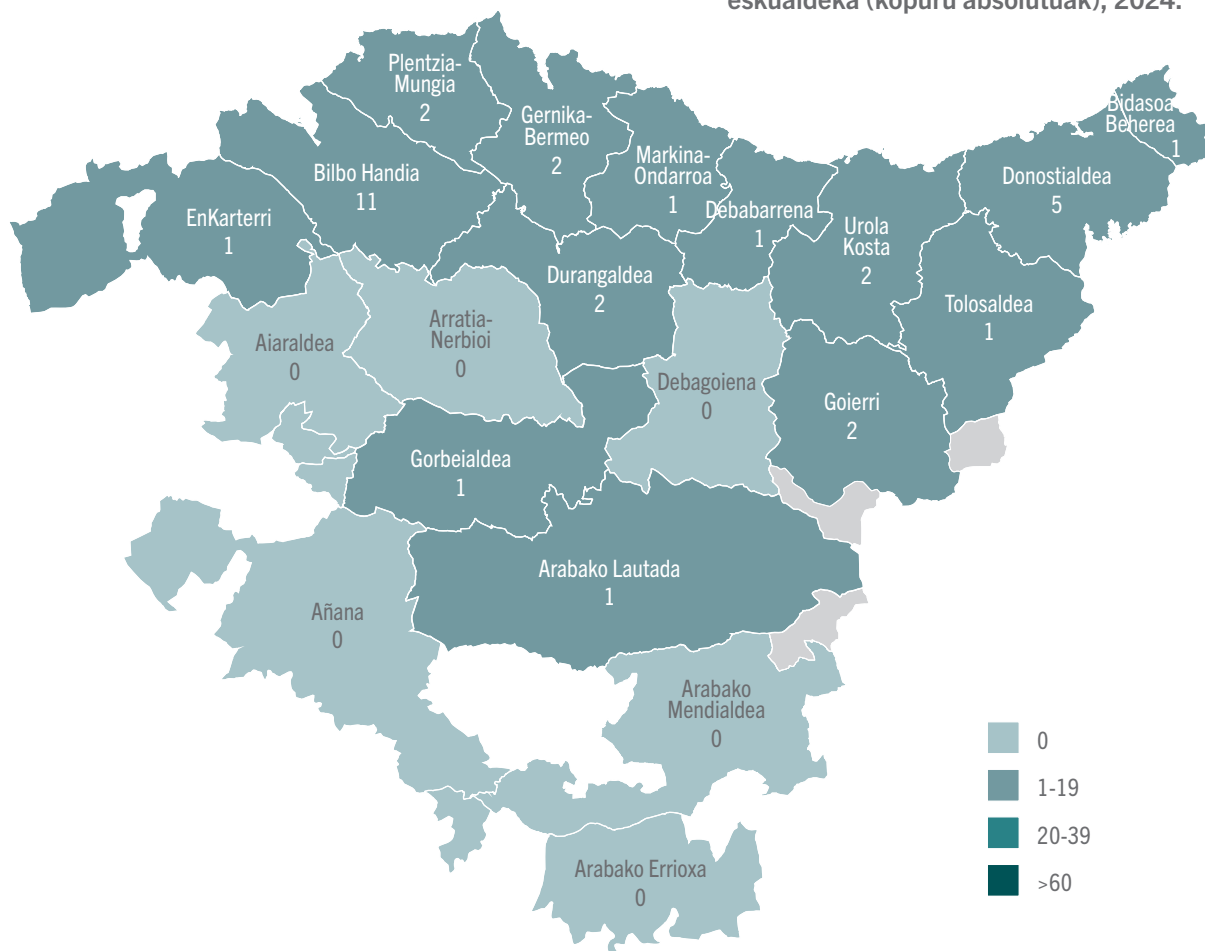 eskualdeka (kopuru absolutuak), 2024.
Plentzia-
Mungia
2
Gernika-
Bermeo
2
Bidasoa
Beherea
1
Markina-
Ondarroa
1
Bilbo Handia
11
Donostialdea
5
EnKarterri
1
Debabarrena
1
Urola
Kosta
2
Durangaldea
2
Tolosaldea
1
Arratia-
Nerbioi
0
Aiaraldea
0
Debagoiena
0
Goierri
2
Gorbeialdea
1
Arabako Lautada
1
Añana
0
Arabako
Mendialdea
0
Arabako Errioxa
0
0
1-19
20-39
>60